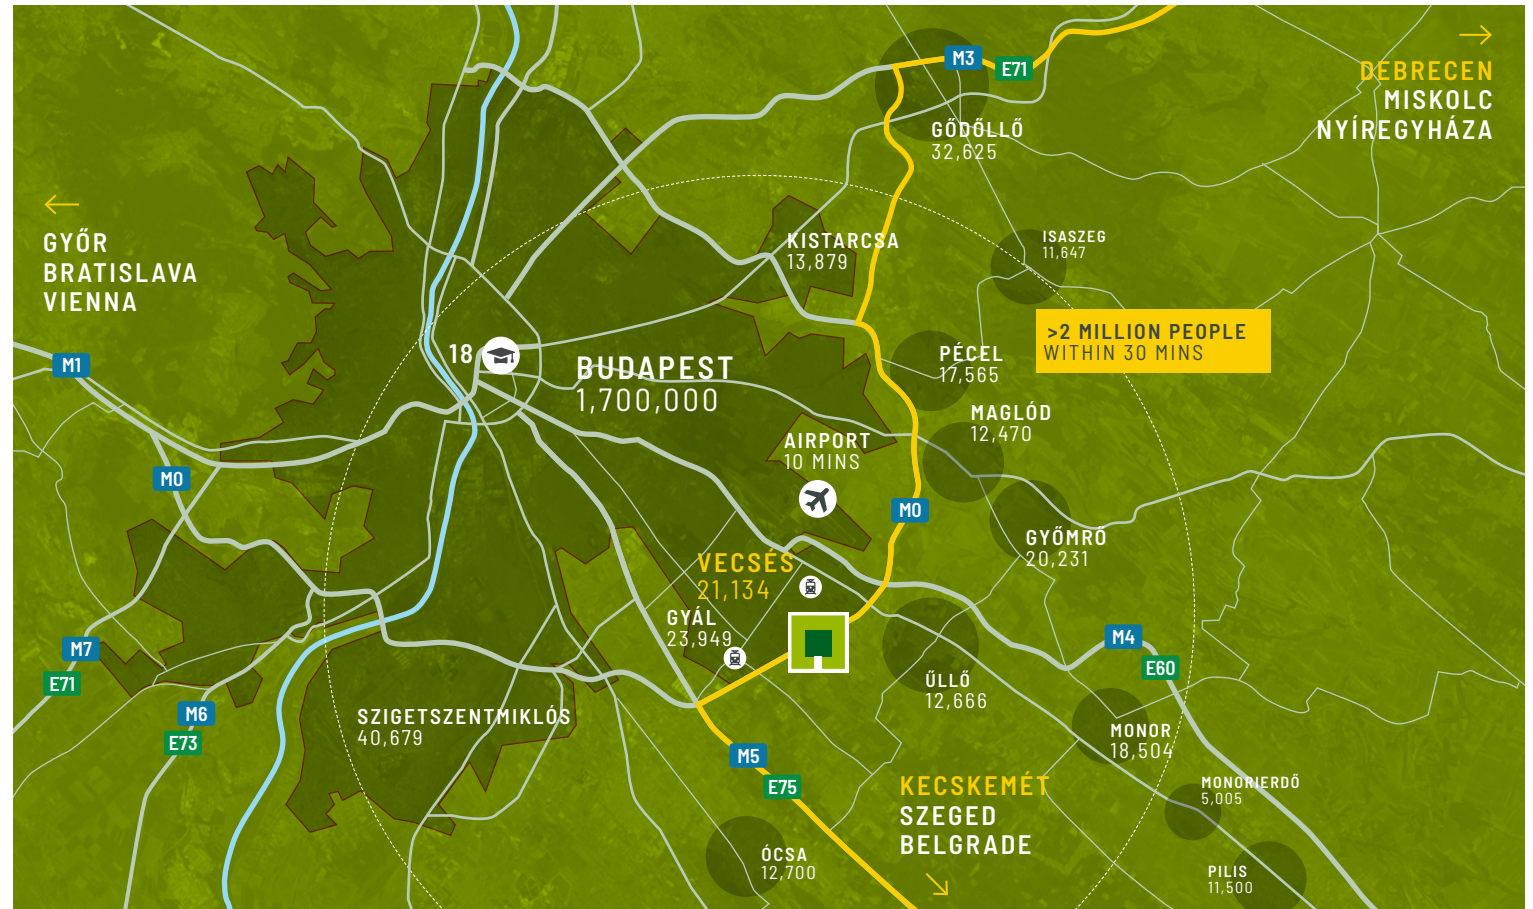 M3
E71
DEBRECEN
MISKOLC
NYÍREGYHÁZA
GŐDŐLLŐ
32,625
GYŐR
BRATISLAVA
VIENNA
KISTARCSA
13,879
ISASZEG
11,647
>2 MILLION PEOPLE
WITHIN 30 MINS
M1
18
BUDAPEST
1,700,000
PÉCEL
17,565
MAGLÓD
12,470
AIRPORT
10 MINS
M0
M0
GYŐMRŐ
20,231
VECSÉS
21,134
GYÁL
23,949
M7
E71
M4
E60
ŰLLŐ
12,666
M6
E73
SZIGETSZENTMIKLÓS
40,679
MONOR
18,504
M5
E75
KECSKEMÉT
SZEGED
BELGRADE
MONORIERDŐ
5,005
ÓCSA
12,700
PILIS
11,500